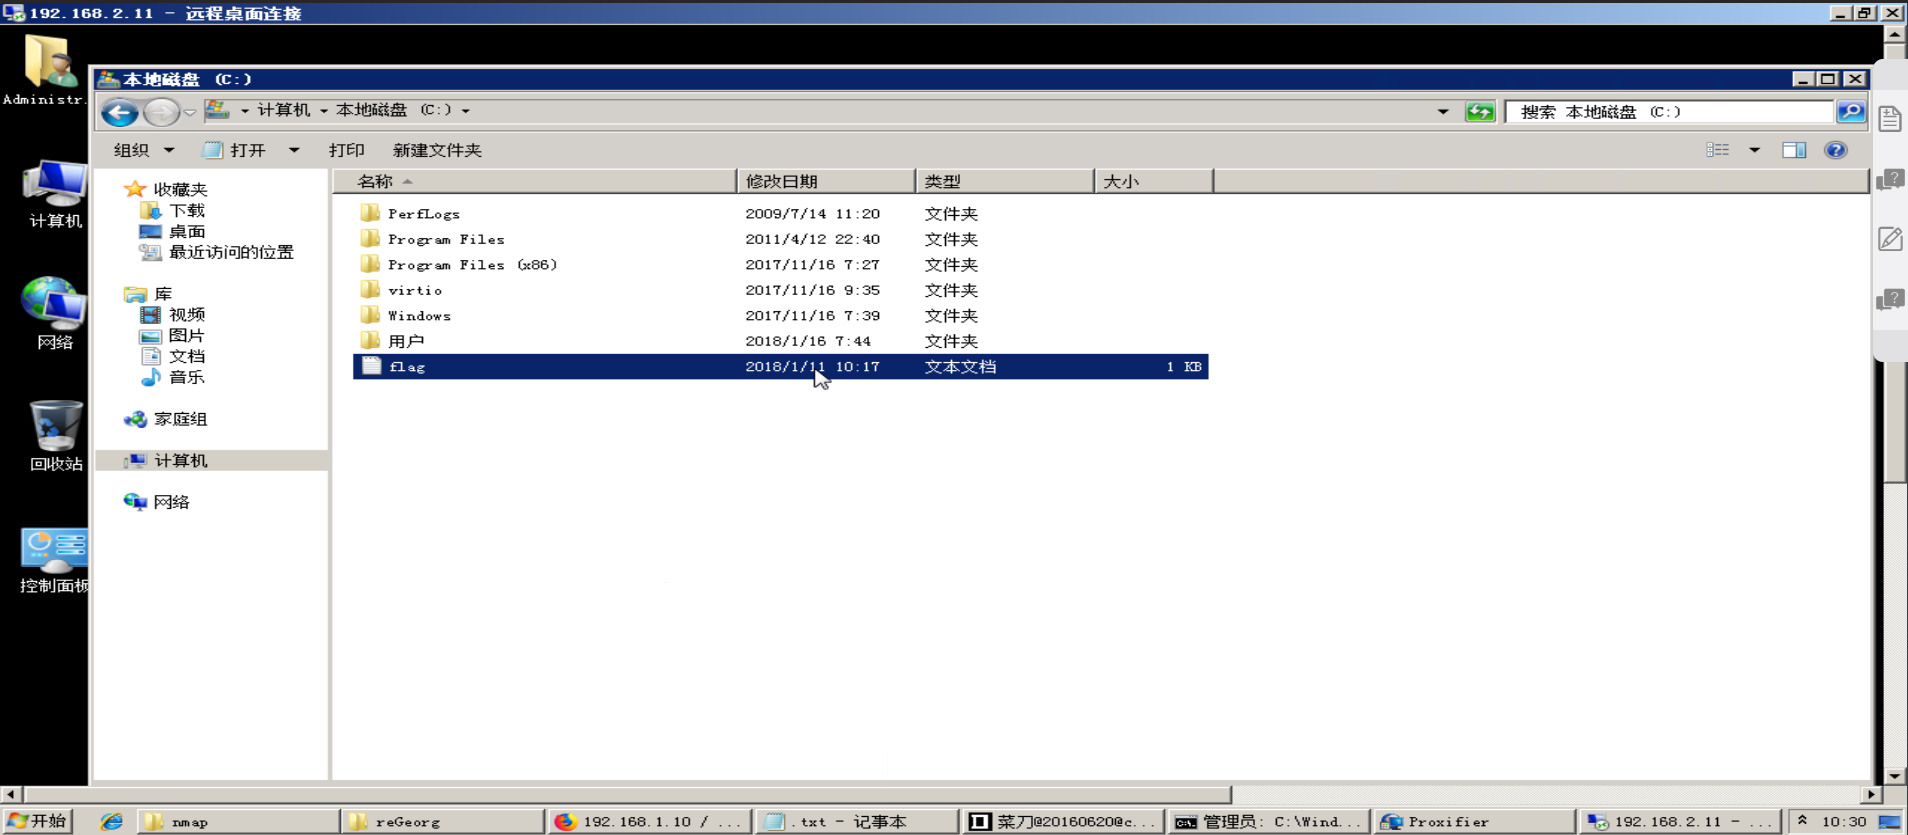 192.168.2.11 - 远程桌面连接
Administr.
计算机
网络
回收站
控制面板
本地磁盘 (C:)
计算机 本地磁盘 (C:)
搜索 本地磁盘 (C:)
组织 打开 打印 新建文件夹
收藏夹
下载
桌面
最近访问的位置
库
视频
图片
文档
音乐
家庭组
计算机
网络
名称 修改日期 类型 大小
PerfLogs 2009/7/14 11:20 文件夹
Program Files 2011/4/12 22:40 文件夹
Program Files (x86) 2017/11/16 7:27 文件夹
virtio 2017/11/16 9:35 文件夹
Windows 2017/11/16 7:39 文件夹
用户 2018/1/16 7:44 文件夹
flag 2018/1/11 10:17 文本文档 1 KB
开始 nmap reGeorg 192.168.1.10 / ... .txt - 记事本 菜刀@20160620@c... 管理员: C:\Wind... Proxifier 192.168.2.11 - ... 10:30